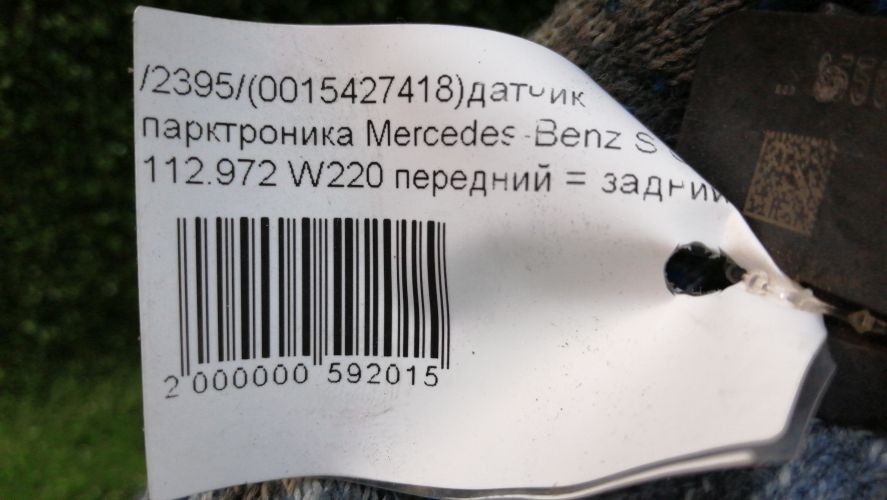 /2395/(0015427418)датчик
парктроника Mercedes-Benz S
112.972 W220 передний = задний
2 000000 592015